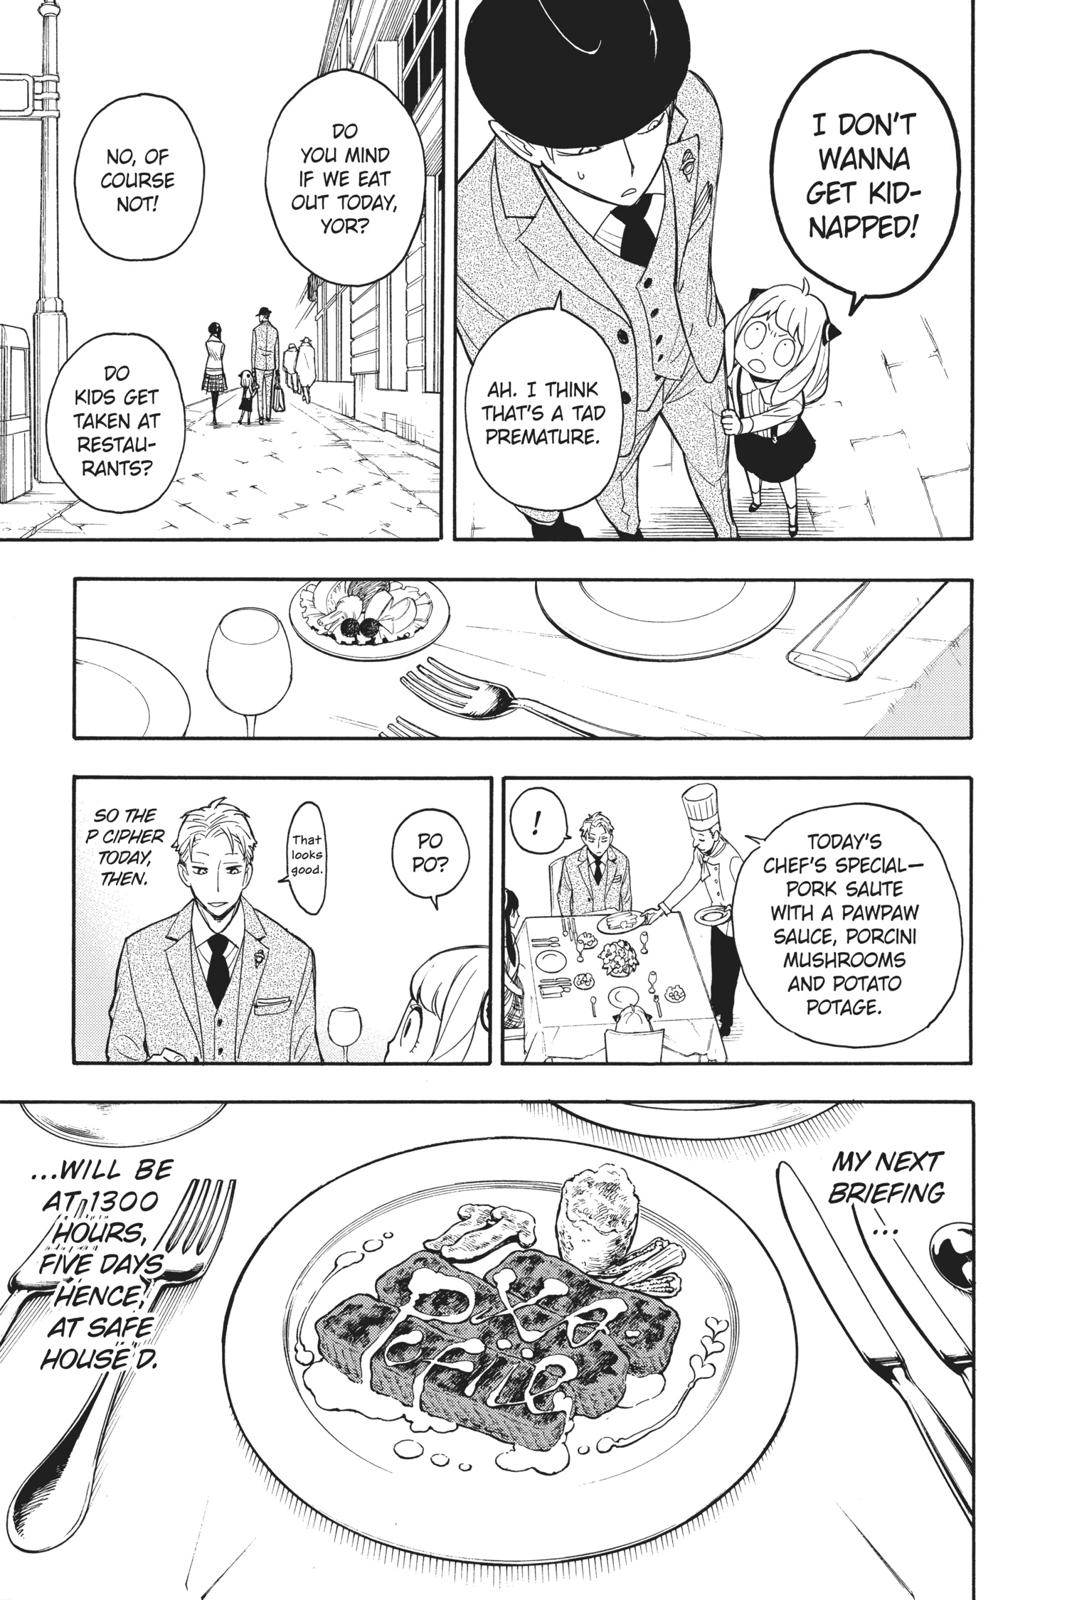 I DON'T
WANNA
GET KID-
NAPPED!
AH. I THINK
THAT'S A TAD
PREMATURE.
DO
YOU MIND
IF WE EAT
OUT TODAY,
YOR?
NO, OF
COURSE
NOT!
DO
KIDS GET
TAKEN AT
RESTAU-
RANTS?
TODAY'S
CHEF'S SPECIAL—
PORK SAUTE
WITH A PAWPAW
SAUCE, PORCINI
MUSHROOMS
AND POTATO
POTAGE.
!
PO
PO?
That
looks
good.
SO THE
P CIPHER
TODAY,
THEN.
MY NEXT
BRIEFING
...
...WILL BE
AT 1300
HOURS,
FIVE DAYS
HENCE,
AT SAFE
HOUSE D.